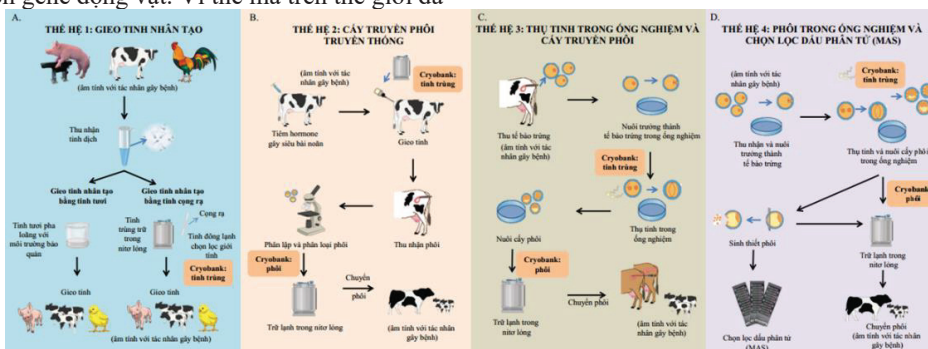 nguồn gene động vật. Vì thế mà trên thế giới đã
A.
THẾ HỆ 1: GIEO TINH NHÂN TẠO
(âm tính với tác nhân gây bệnh)
Thu nhận
tinh dịch
Gieo tinh nhân tạo
bằng tinh tươi
Gieo tinh nhân tạo
bằng tinh cọng rạ
Tinh tươi pha
loãng với
môi trường bảo
quản
Tinh
trùng trữ
trong
nitơ lỏng
Cọng rạ
Tinh đông lạnh
chọn lọc giới
tính
Cryobank:
tinh trùng
Gieo tinh
Gieo tinh
(âm tính với tác nhân gây bệnh)
B.
THẾ HỆ 2: CẤY TRUYỀN PHÔI
TRUYỀN THỐNG
(âm tính với tác
nhân gây bệnh)
Cryobank:
tinh trùng
Tiêm hormone
gây siêu bài noãn
Gieo tinh
Phân lập và phân loại phôi
Thu nhận phôi
Cryobank:
phôi
Chuyển
phôi
Trữ lạnh trong nitơ lỏng
(âm tính với tác nhân
gây bệnh)
C.
THẾ HỆ 3: THỤ TINH TRONG ỐNG NGHIỆM VÀ
CẤY TRUYỀN PHÔI
Thu tế bào trứng
(âm tính với tác
nhân gây bệnh)
Nuôi trưởng thành
tế bào trứng trong ống nghiệm
Cryobank:
tinh trùng
Nuôi cấy phôi
Thụ tinh trong
ống nghiệm
Cryobank:
phôi
Chuyển phôi
Trữ lạnh trong
nitơ lỏng
(âm tính với tác nhân
gây bệnh)
D.
THẾ HỆ 4: PHÔI TRONG ỐNG NGHIỆM VÀ
CHỌN LỌC DẤU PHÂN TỬ (MAS)
(âm tính với tác
nhân gây bệnh)
Cryobank:
tinh trùng
Thu nhận và nuôi
trưởng thành
tế bào trứng
Thụ tinh và nuôi cấy phôi
trong ống nghiệm
Cryobank:
phôi
Sinh thiết phôi
Trữ lạnh trong
nitơ lỏng
Chọn lọc dấu phân tử
(MAS)
Chuyển phôi
(âm tính với tác nhân
gây bệnh)